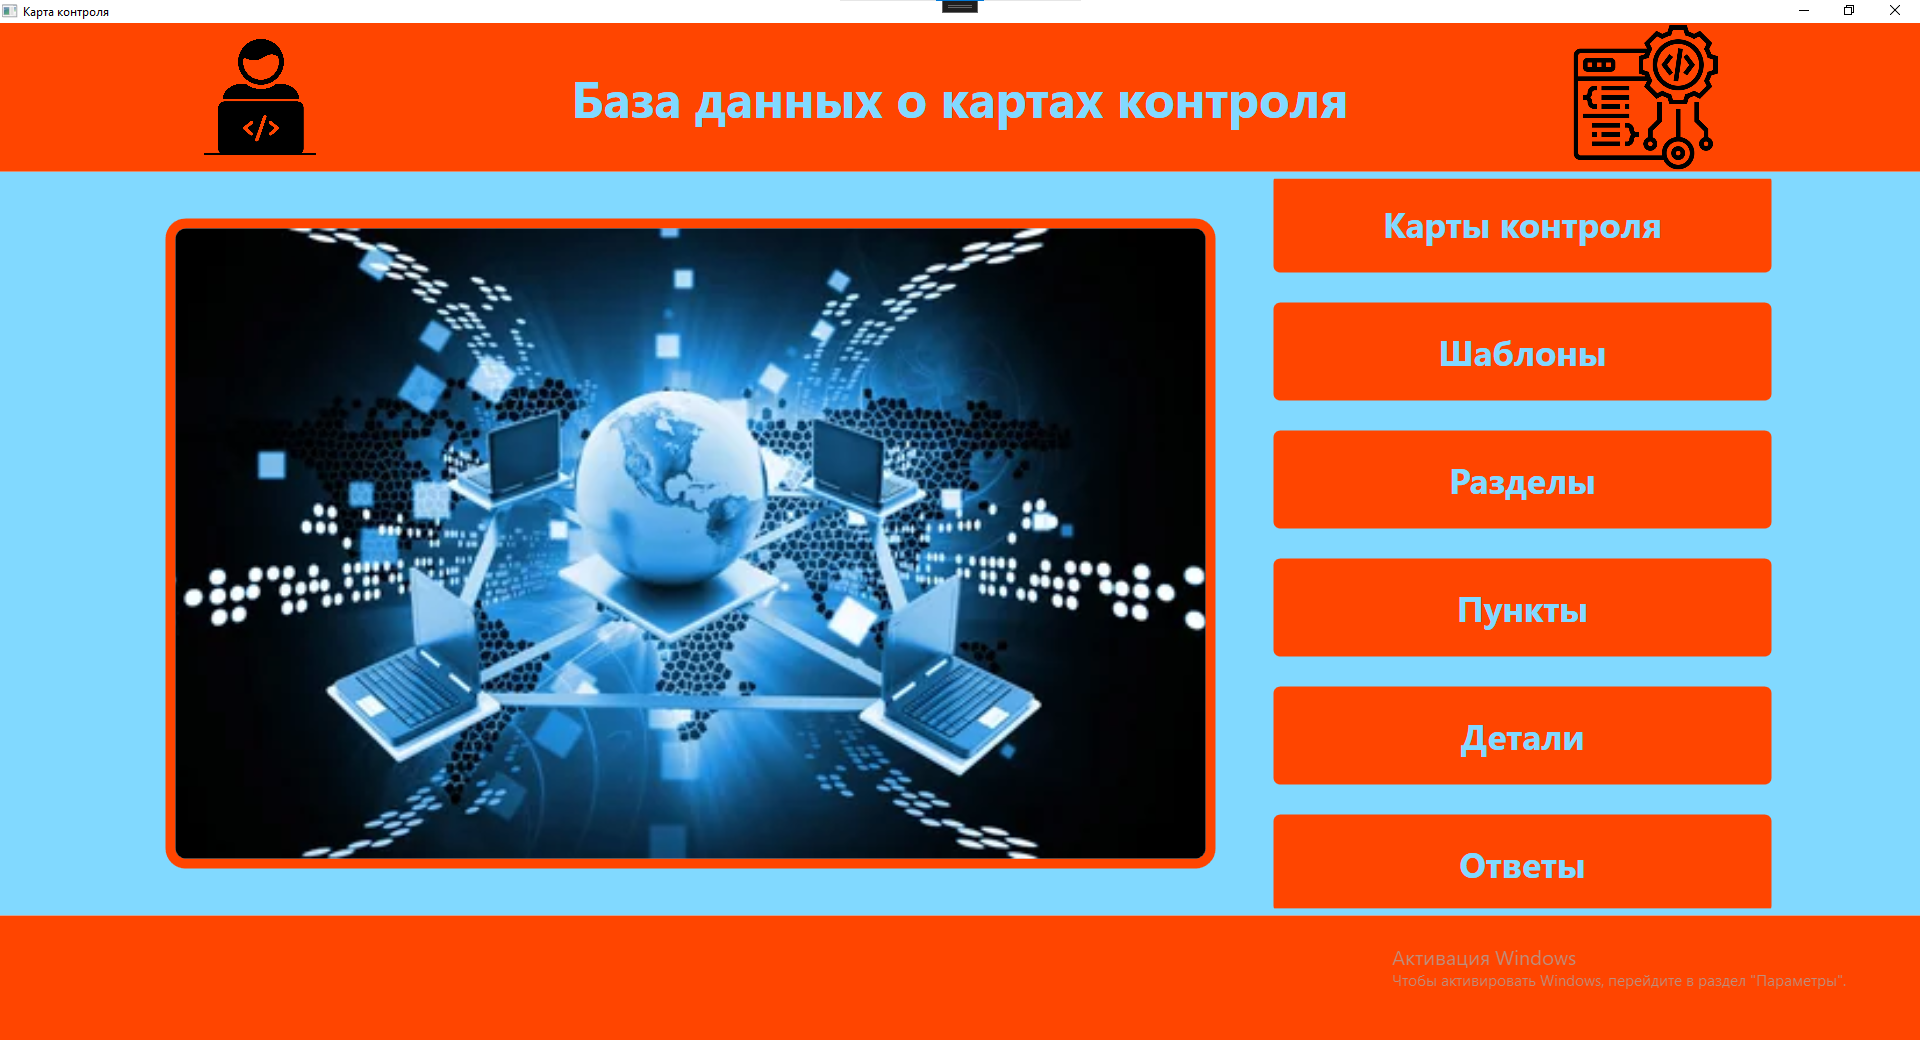 Карта контроля
База данных о картах контроля
</>
</>
Карты контроля
Шаблоны
Разделы
Пункты
Детали
Ответы
Активация Windows
Чтобы активировать Windows, перейдите в раздел "Параметры".